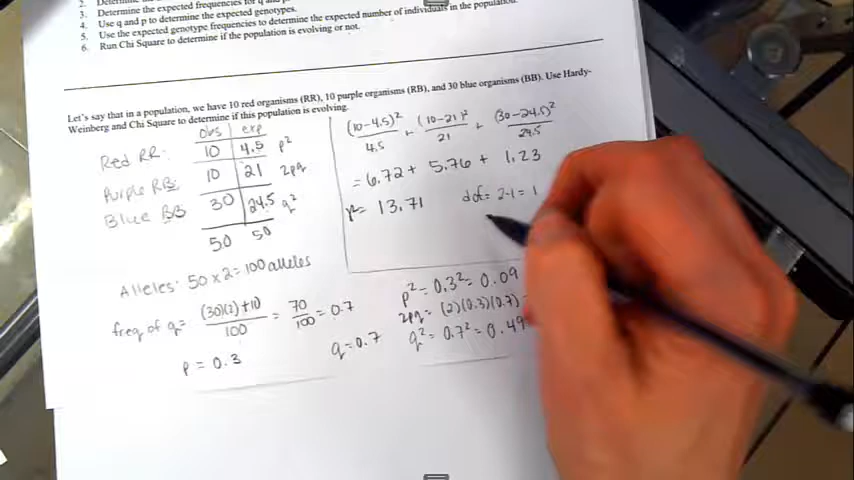 3. Determine the expected frequencies for q and p
4. Use q and p to determine the expected genotypes.
5. Use the expected genotype frequencies to determine the expected number of individuals in the population.
6. Run Chi Square to determine if the population is evolving or not.
Let's say that in a population, we have 10 red organisms (RR), 10 purple organisms (RB), and 30 blue organisms (BB). Use Hardy-
Weinberg and Chi Square to determine if this population is evolving.
obs exp
Red RR: 10 4.5 p²
Purple RB: 10 21 2pq
Blue BB: 30 24.5 q²
50 50
(10-4.5)²/4.5 + (10-21)²/21 + (30-24.5)²/24.5
= 6.72 + 5.76 + 1.23
χ² = 13.71 dof = 2-1 = 1
Alleles: 50 x 2 = 100 alleles
freq of q = (30)(2)+10/100 = 70/100 = 0.7
p = 0.3 q = 0.7
p² = 0.3² = 0.09
2pq = (2)(0.3)(0.7) =
q² = 0.7² = 0.49